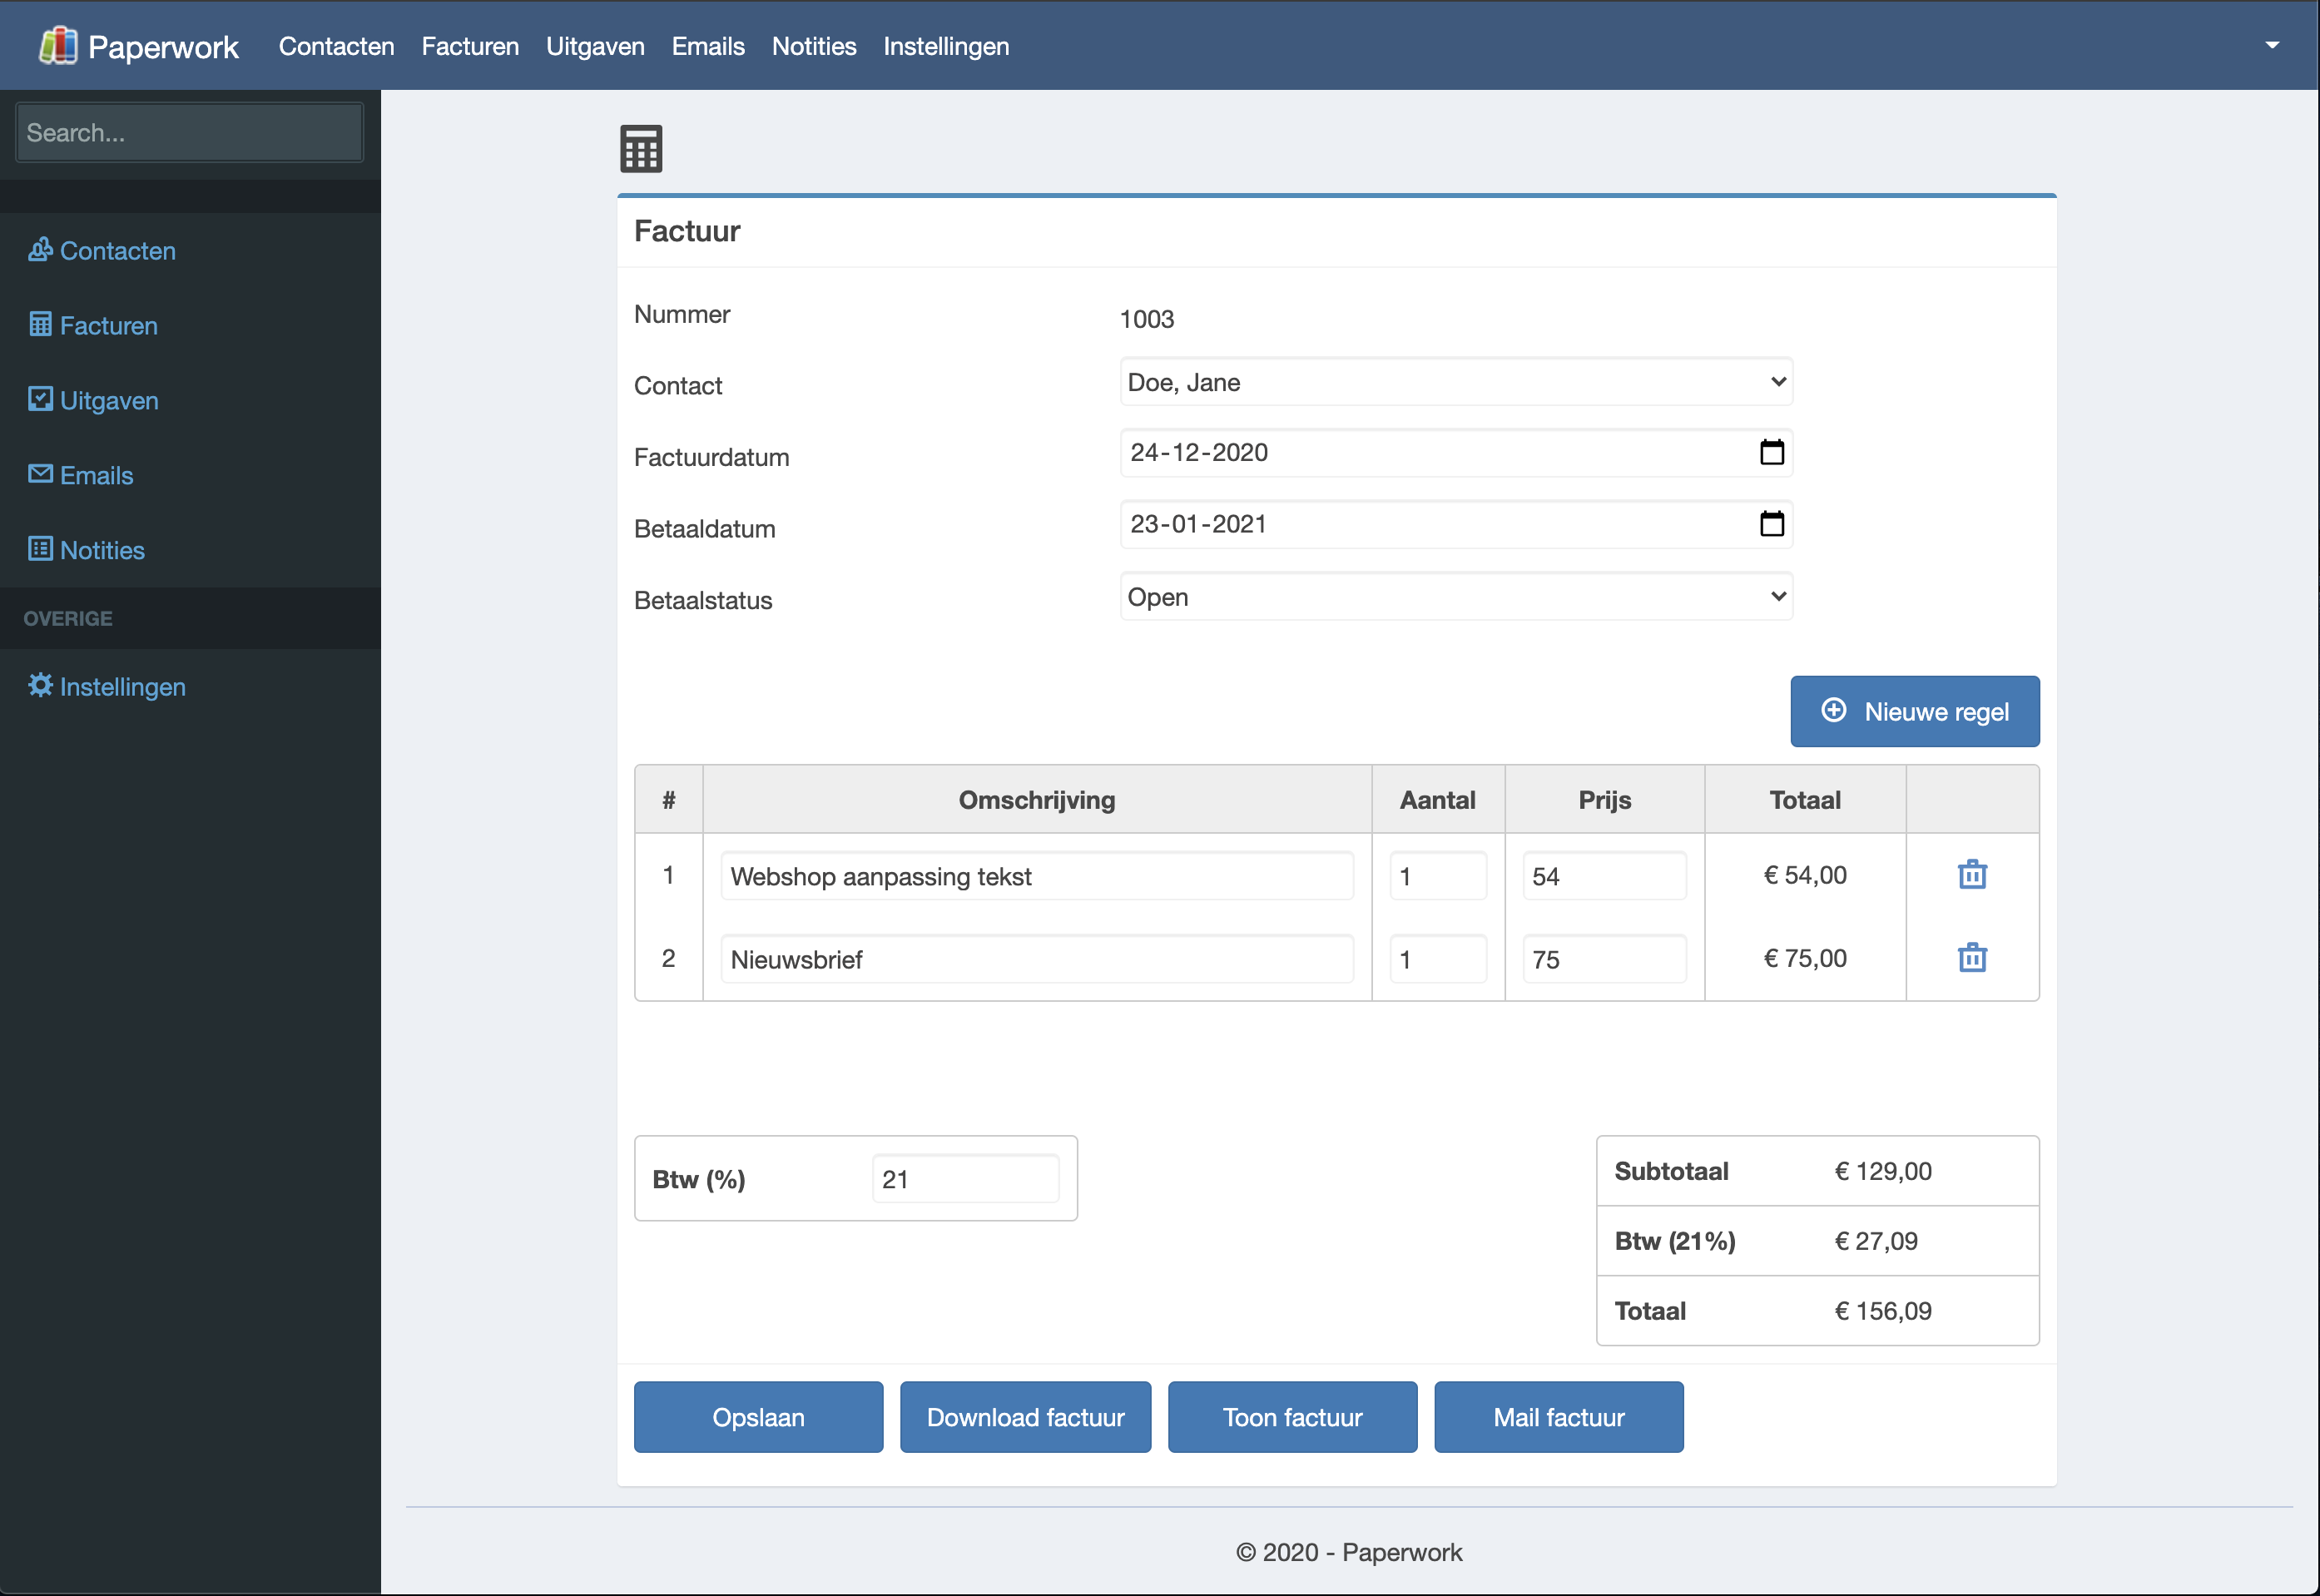 Paperwork Contacten Facturen Uitgaven Emails Notities Instellingen
Search...
Contacten
Facturen
Uitgaven
Emails
Notities
OVERIGE
Instellingen
Factuur
Nummer 1003
Contact Doe, Jane
Factuurdatum 24-12-2020
Betaaldatum 23-01-2021
Betaalstatus Open
Nieuwe regel
# Omschrijving Aantal Prijs Totaal
1 Webshop aanpassing tekst 1 54 € 54,00
2 Nieuwsbrief 1 75 € 75,00
Btw (%) 21
Subtotaal € 129,00
Btw (21%) € 27,09
Totaal € 156,09
Opslaan Download factuur Toon factuur Mail factuur
© 2020 - Paperwork